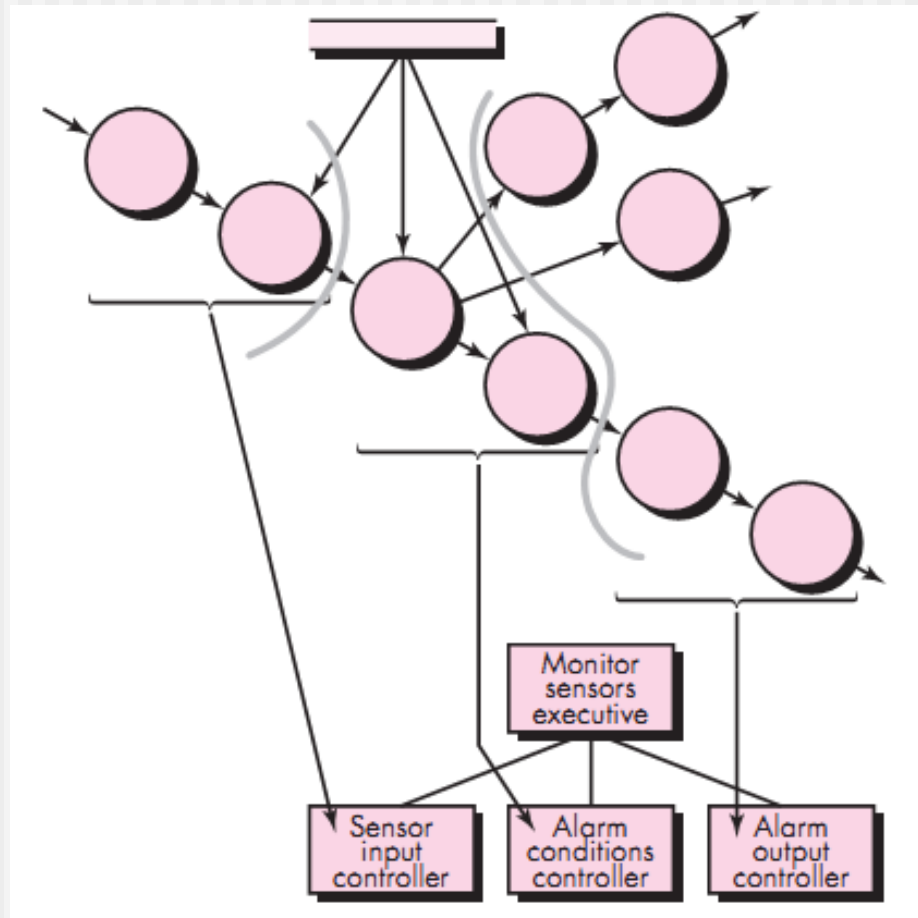 Monitor
sensors
executive
Sensor
input
controller
Alarm
conditions
controller
Alarm
output
controller